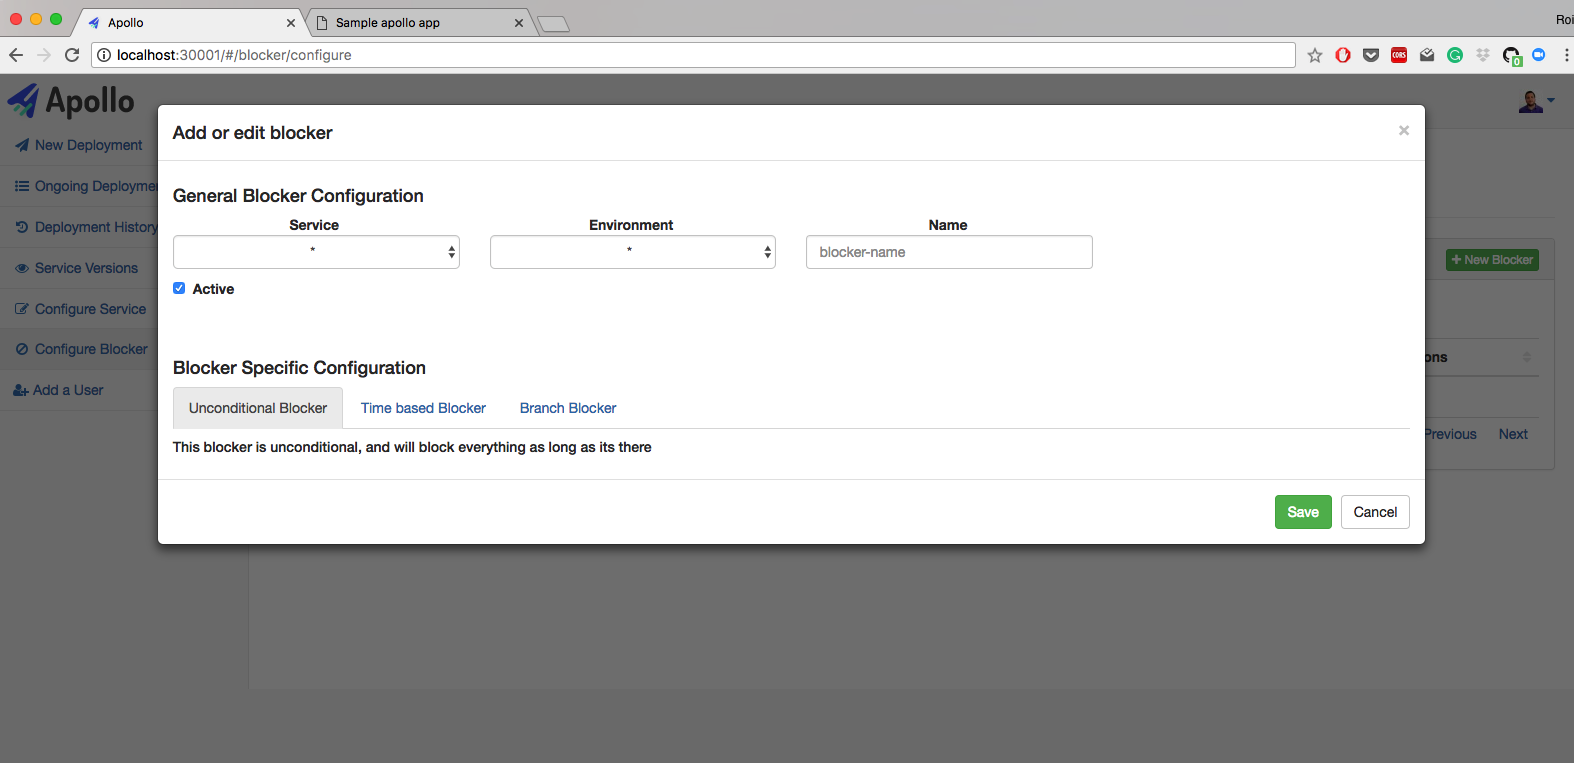 Apollo
Sample apollo app
Roi
localhost:30001/#/blocker/configure
CORS
0
Apollo
New Deployment
Ongoing Deployme
Deployment History
Service Versions
Configure Service
Configure Blocker
Add a User
Add or edit blocker
×
General Blocker Configuration
Service
Environment
Name
*
*
blocker-name
Active
Blocker Specific Configuration
Unconditional Blocker
Time based Blocker
Branch Blocker
This blocker is unconditional, and will block everything as long as its there
Save
Cancel
+ New Blocker
ons
Previous
Next